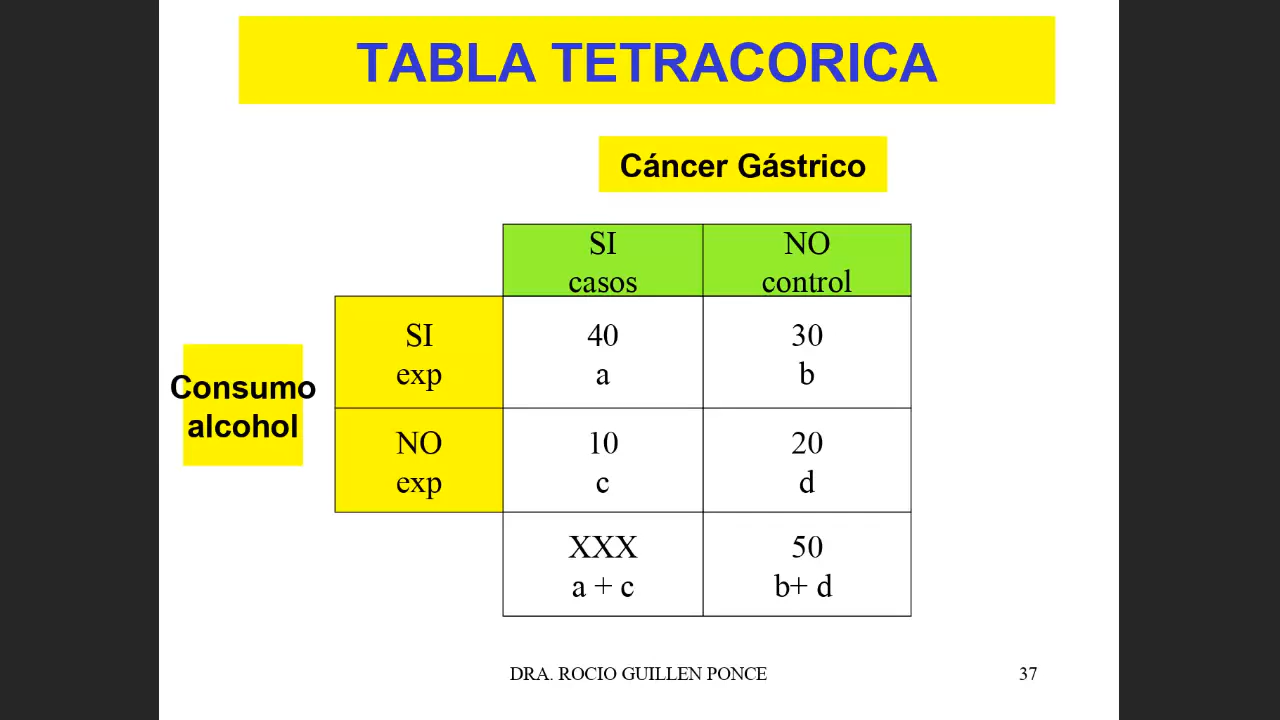 TABLA TETRACORICA
Cáncer Gástrico
SI NO
casos control
SI 40 30
exp a b
Consumo
alcohol
NO 10 20
exp c d
XXX 50
a + c b+ d
DRA. ROCIO GUILLEN PONCE 37